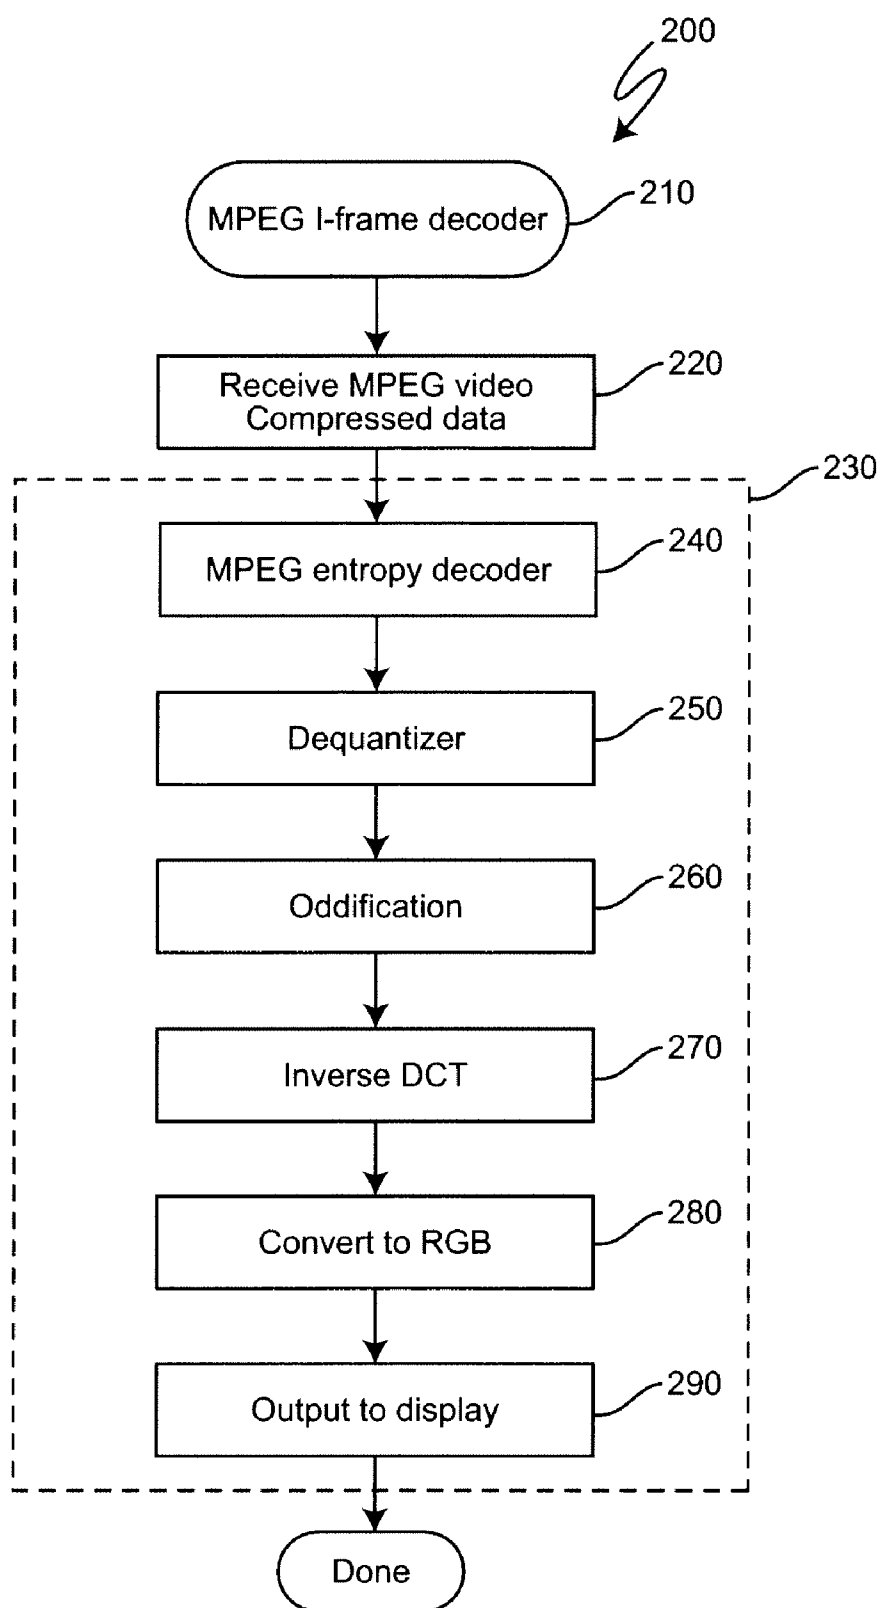 200
MPEG I-frame decoder
210
Receive MPEG video
Compressed data
220
230
MPEG entropy decoder
240
Dequantizer
250
Oddification
260
Inverse DCT
270
Convert to RGB
280
Output to display
290
Done